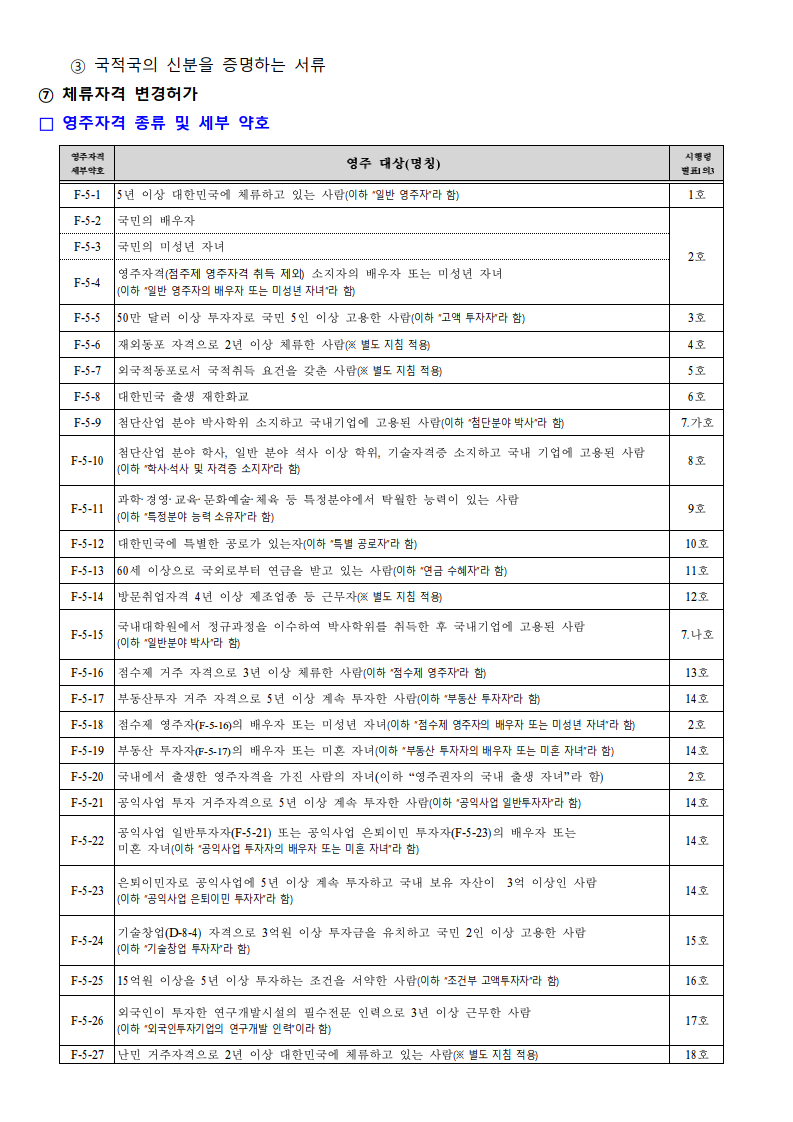 ③ 국적국의 신분을 증명하는 서류
⑦ 체류자격 변경허가
□ 영주자격 종류 및 세부 약호
영주자격 세부약호 영주 대상(명칭) 시행령 별표1의3
F-5-1 5년 이상 대한민국에 체류하고 있는 사람(이하 "일반 영주자"라 함) 1호
F-5-2 국민의 배우자
F-5-3 국민의 미성년 자녀
2호
F-5-4 영주자격(점주제 영주자격 취득 제외) 소지자의 배우자 또는 미성년 자녀
(이하 "일반 영주자의 배우자 또는 미성년 자녀"라 함)
F-5-5 50만 달러 이상 투자자로 국민 5인 이상 고용한 사람(이하 "고액 투자자"라 함) 3호
F-5-6 재외동포 자격으로 2년 이상 체류한 사람(※ 별도 지침 적용) 4호
F-5-7 외국적동포로서 국적취득 요건을 갖춘 사람(※ 별도 지침 적용) 5호
F-5-8 대한민국 출생 재한화교 6호
F-5-9 첨단산업 분야 박사학위 소지하고 국내기업에 고용된 사람(이하 "첨단분야 박사"라 함) 7.가호
F-5-10 첨단산업 분야 학사, 일반 분야 석사 이상 학위, 기술자격증 소지하고 국내 기업에 고용된 사람 8호
(이하 "학사·석사 및 자격증 소지자"라 함)
F-5-11 과학·경영·교육·문화예술·체육 등 특정분야에서 탁월한 능력이 있는 사람 9호
(이하 "특정분야 능력 소유자"라 함)
F-5-12 대한민국에 특별한 공로가 있는자(이하 "특별 공로자"라 함) 10호
F-5-13 60세 이상으로 국외로부터 연금을 받고 있는 사람(이하 "연금 수혜자"라 함) 11호
F-5-14 방문취업자격 4년 이상 제조업종 등 근무자(※ 별도 지침 적용) 12호
F-5-15 국내대학원에서 정규과정을 이수하여 박사학위를 취득한 후 국내기업에 고용된 사람 7.나호
(이하 "일반분야 박사"라 함)
F-5-16 점수제 거주 자격으로 3년 이상 체류한 사람(이하 "점수제 영주자"라 함) 13호
F-5-17 부동산투자 거주 자격으로 5년 이상 계속 투자한 사람(이하 "부동산 투자자"라 함) 14호
F-5-18 점수제 영주자(F-5-16)의 배우자 또는 미성년 자녀(이하 "점수제 영주자의 배우자 또는 미성년 자녀"라 함) 2호
F-5-19 부동산 투자자(F-5-17)의 배우자 또는 미혼 자녀(이하 "부동산 투자자의 배우자 또는 미혼 자녀"라 함) 14호
F-5-20 국내에서 출생한 영주자격을 가진 사람의 자녀(이하 “영주권자의 국내 출생 자녀”라 함) 2호
F-5-21 공익사업 투자 거주자격으로 5년 이상 계속 투자한 사람(이하 "공익사업 일반투자자"라 함) 14호
F-5-22 공익사업 일반투자자(F-5-21) 또는 공익사업 은퇴이민 투자자(F-5-23)의 배우자 또는 14호
미혼 자녀(이하 "공익사업 투자자의 배우자 또는 미혼 자녀"라 함)
F-5-23 은퇴이민자로 공익사업에 5년 이상 계속 투자하고 국내 보유 자산이 3억 이상인 사람 14호
(이하 "공익사업 은퇴이민 투자자"라 함)
F-5-24 기술창업(D-8-4) 자격으로 3억원 이상 투자금을 유치하고 국민 2인 이상 고용한 사람 15호
(이하 "기술창업 투자자"라 함)
F-5-25 15억원 이상을 5년 이상 투자하는 조건을 서약한 사람(이하 "조건부 고액투자자"라 함) 16호
F-5-26 외국인이 투자한 연구개발시설의 필수전문 인력으로 3년 이상 근무한 사람 17호
(이하 "외국인투자기업의 연구개발 인력"이라 함)
F-5-27 난민 거주자격으로 2년 이상 대한민국에 체류하고 있는 사람(※ 별도 지침 적용) 18호